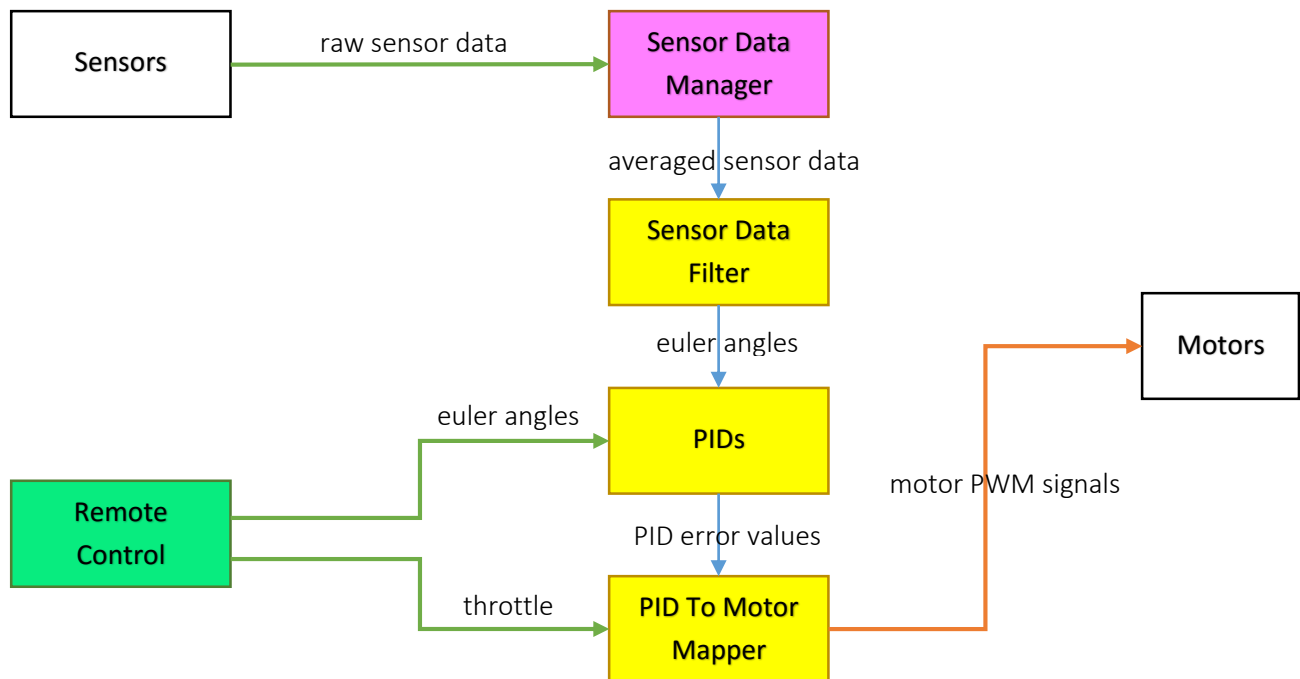 Sensors
raw sensor data
Sensor Data
Manager
averaged sensor data
Sensor Data
Filter
euler angles
Motors
euler angles
PIDs
motor PWM signals
Remote
Control
PID error values
throttle
PID To Motor
Mapper